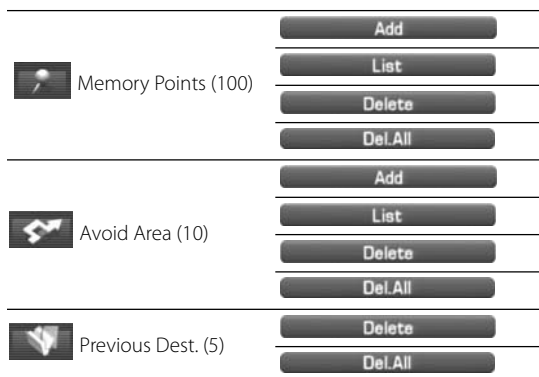 Memory Points (100)
Add
List
Delete
Del.All
Avoid Area (10)
Add
List
Delete
Del.All
Previous Dest. (5)
Delete
Del.All